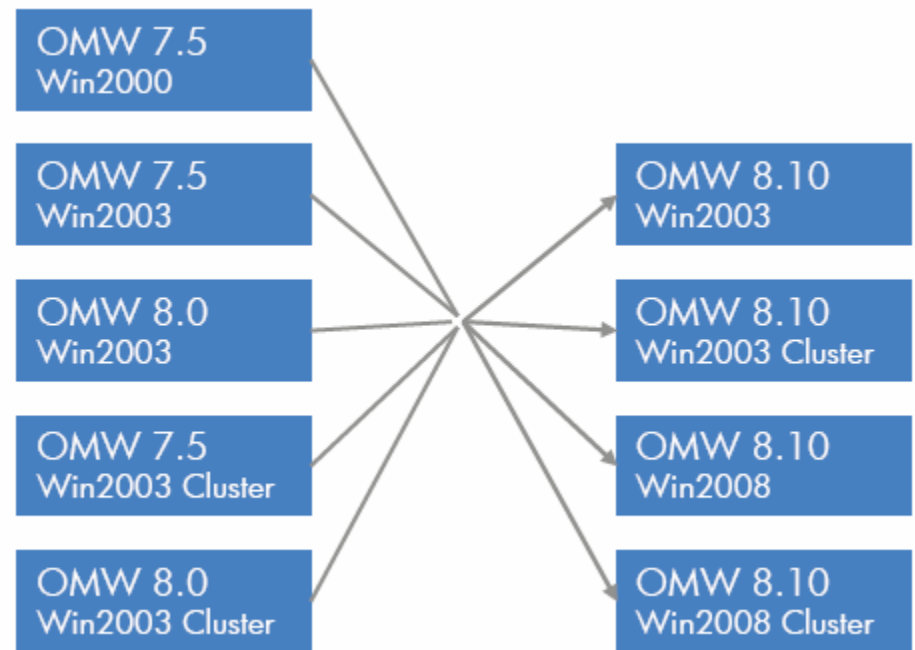 OMW 7.5
Win2000
OMW 7.5
Win2003
OMW 8.0
Win2003
OMW 7.5
Win2003 Cluster
OMW 8.0
Win2003 Cluster
OMW 8.10
Win2003
OMW 8.10
Win2003 Cluster
OMW 8.10
Win2008
OMW 8.10
Win2008 Cluster